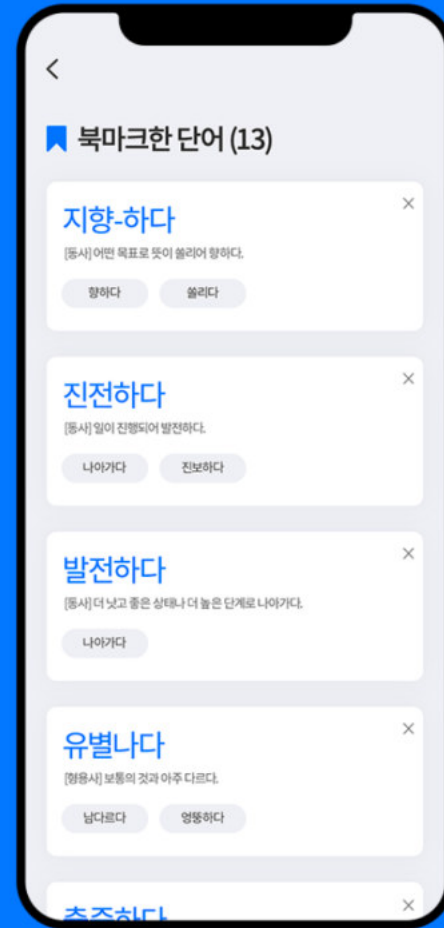 북마크한 단어 (13)
지향-하다
[동사] 어떤 목표로 뜻이 쏠리어 향하다.
향하다 쏠리다
진전하다
[동사] 일이 진행되어 발전하다.
나아가다 진보하다
발전하다
[동사] 더 낫고 좋은 상태나 더 높은 단계로 나아가다.
나아가다
유별나다
[형용사] 보통의 것과 아주 다르다.
남다르다 엉뚱하다